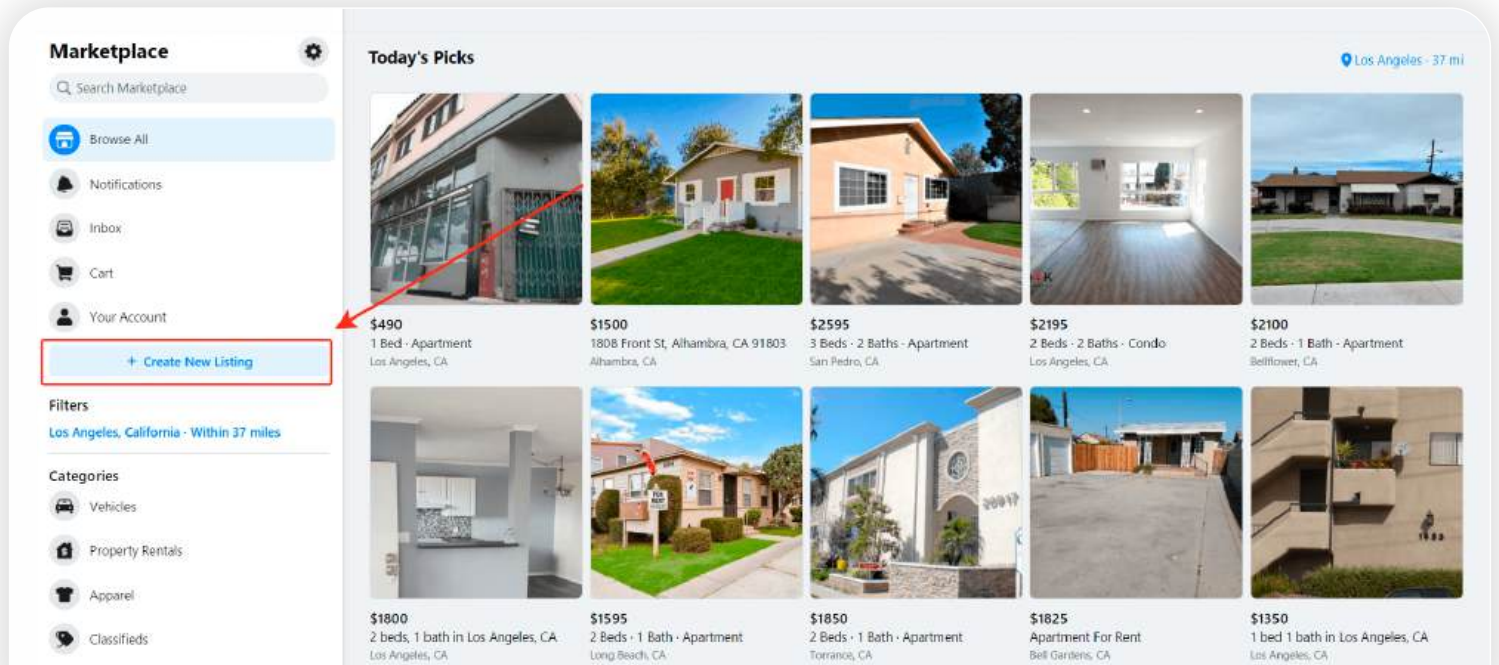 Marketplace
Search Marketplace
Browse All
Notifications
Inbox
Cart
Your Account
+ Create New Listing
Filters
Los Angeles, California · Within 37 miles
Categories
Vehicles
Property Rentals
Apparel
Classifieds
Today's Picks
Los Angeles · 37 mi
$490
1 Bed · Apartment
Los Angeles, CA
$1500
1808 Front St, Alhambra, CA 91803
Alhambra, CA
$2595
3 Beds · 2 Baths · Apartment
San Pedro, CA
$2195
2 Beds · 2 Baths · Condo
Los Angeles, CA
$2100
2 Beds · 1 Bath · Apartment
Bellflower, CA
FOR
RENT
$1800
2 beds, 1 bath in Los Angeles, CA
Los Angeles, CA
$1595
2 Beds · 1 Bath · Apartment
Long Beach, CA
$1850
2 Beds · 1 Bath · Apartment
Torrance, CA
$1825
Apartment For Rent
Bell Gardens, CA
$1350
1 bed 1 bath in Los Angeles, CA
Los Angeles, CA